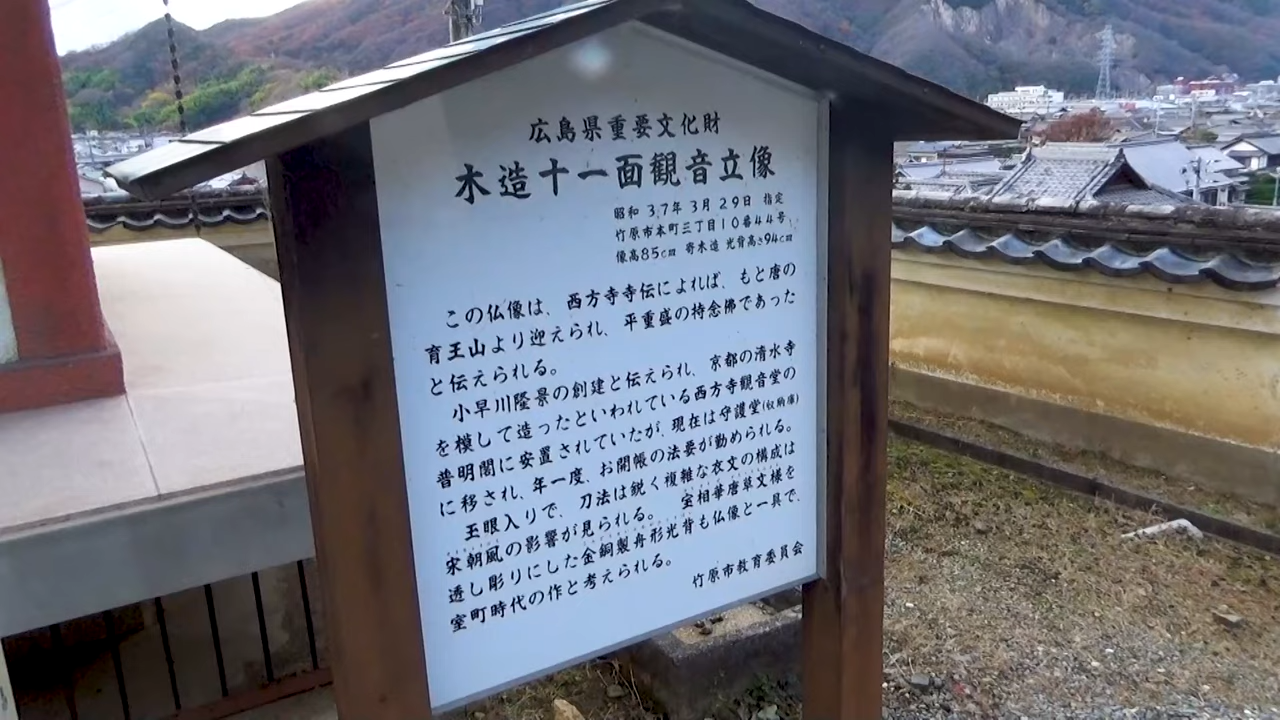 広島県重要文化財
木造十一面観音立像
昭和 37年 3月 29日 指定
竹原市本町三丁目10番44号
像高85cm 寄木造 光背高さ94cm
この仏像は、西方寺寺伝によれば、もと唐の
育王山より迎えられ、平重盛の持念佛であった
と伝えられる。
小早川隆景の創建と伝えられ、京都の清水寺
を模して造ったといわれている西方寺観音堂の
普明閣に安置されていたが、現在は守護堂(収納庫)
に移され、年一度、お開帳の法要が勤められる。
玉眼入りで、刀法は鋭く複雑な衣文の構成は
宋朝風の影響が見られる。 宝相華唐草文様を
透し彫りにした金銅製舟形光背も仏像と一具で、
室町時代の作と考えられる。
竹原市教育委員会